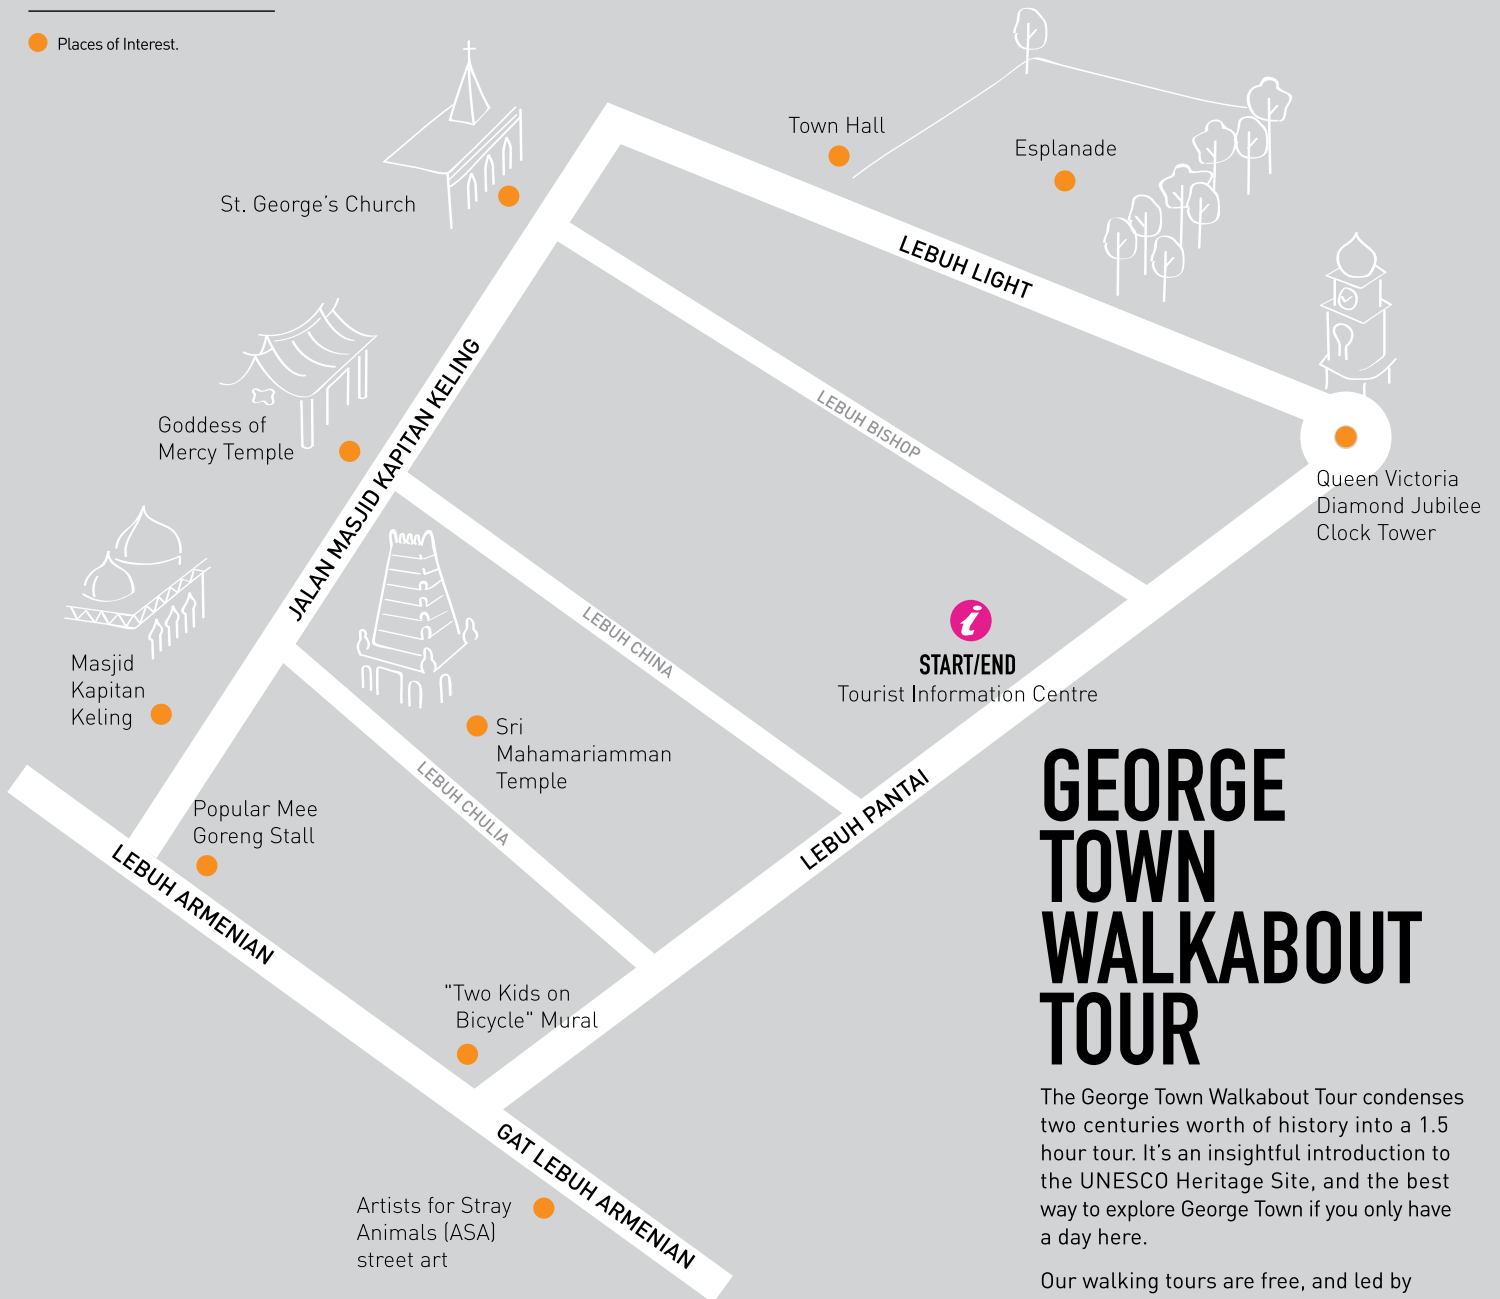 Places of Interest.
Town Hall
Esplanade
St. George's Church
LEBUH LIGHT
JALAN MASJID KAPITAN KELING
LEBUH BISHOP
Goddess of
Mercy Temple
Queen Victoria
Diamond Jubilee
Clock Tower
LEBUH CHINA
i
START/END
Tourist Information Centre
Masjid
Kapitan
Keling
Sri
Mahamariamman
Temple
LEBUH CHULIA
LEBUH PANTAI
Popular Mee
Goreng Stall
LEBUH ARMENIAN
"Two Kids on
Bicycle" Mural
GAT LEBUH ARMENIAN
Artists for Stray
Animals (ASA)
street art
GEORGE
TOWN
WALKABOUT
TOUR
The George Town Walkabout Tour condenses
two centuries worth of history into a 1.5
hour tour. It's an insightful introduction to
the UNESCO Heritage Site, and the best
way to explore George Town if you only have
a day here.
Our walking tours are free, and led by